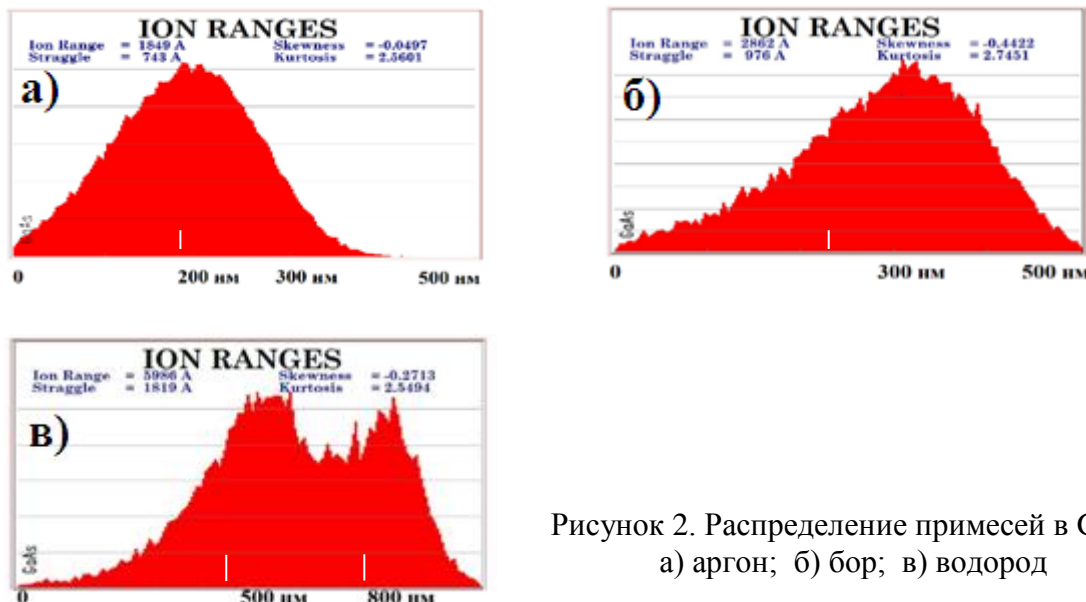 ION RANGES
Ion Range = 1849 A Skewness = -0.0497
Straggle = 743 A Kurtosis = 2.5601
а)
GaAs
0 200 нм 300 нм 500 нм
ION RANGES
Ion Range = 2862 A Skewness = -0.4422
Straggle = 976 A Kurtosis = 2.7451
б)
GaAs
0 300 нм 500 нм
ION RANGES
Ion Range = 5986 A Skewness = -0.2713
Straggle = 1819 A Kurtosis = 2.5494
в)
GaAs
0 500 нм 800 нм
Рисунок 2. Распределение примесей в
а) аргон; б) бор; в) водород